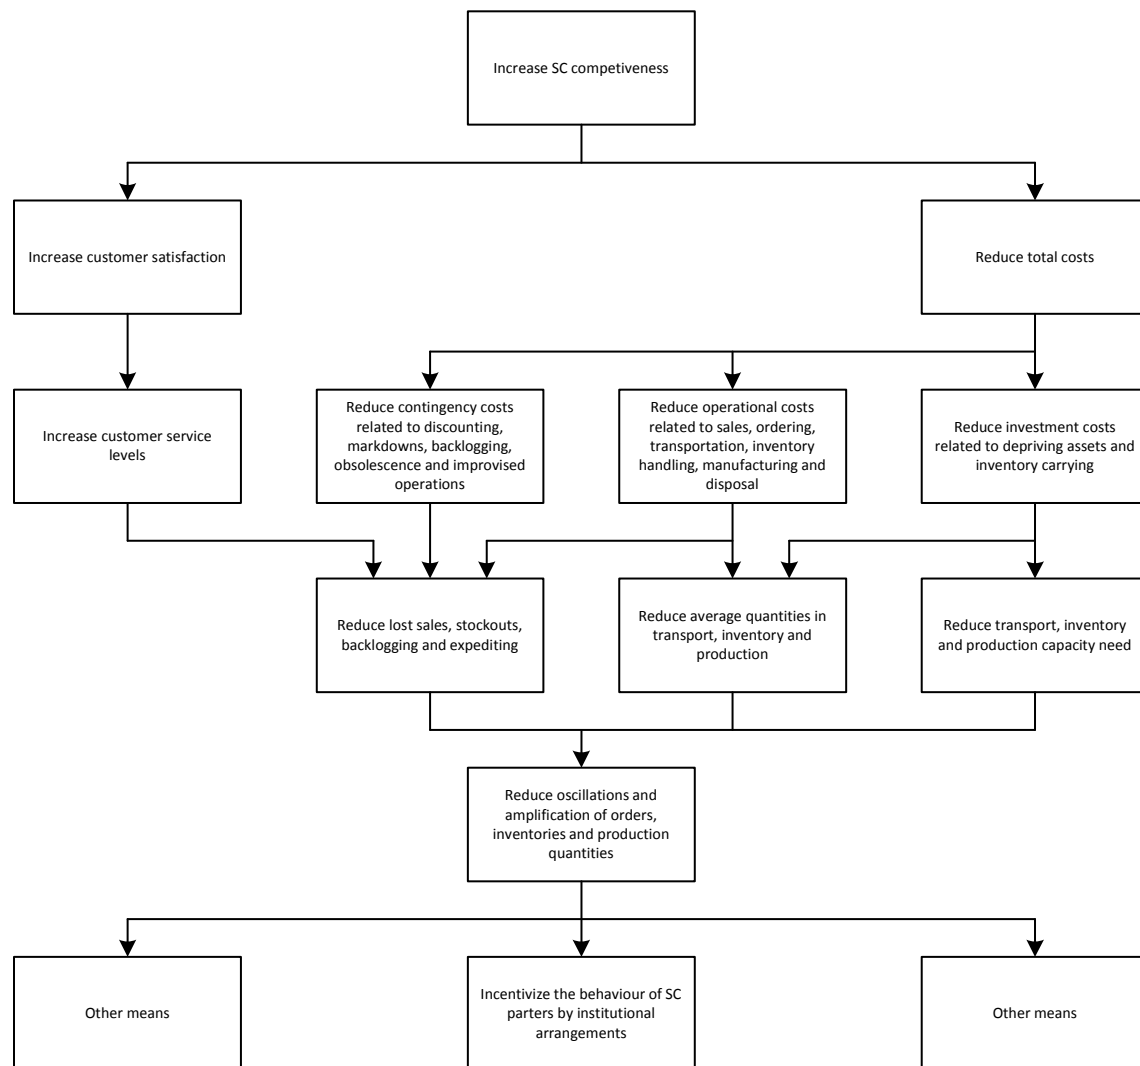 Increase SC competiveness
Increase customer satisfaction
Reduce total costs
Increase customer service
levels
Reduce contingency costs
related to discounting,
markdowns, backlogging,
obsolescence and improvised
operations
Reduce operational costs
related to sales, ordering,
transportation, inventory
handling, manufacturing and
disposal
Reduce investment costs
related to depriving assets and
inventory carrying
Reduce lost sales, stockouts,
backlogging and expediting
Reduce average quantities in
transport, inventory and
production
Reduce transport, inventory
and production capacity need
Reduce oscillations and
amplification of orders,
inventories and production
quantities
Other means
Incentivize the behaviour of SC
parters by institutional
arrangements
Other means